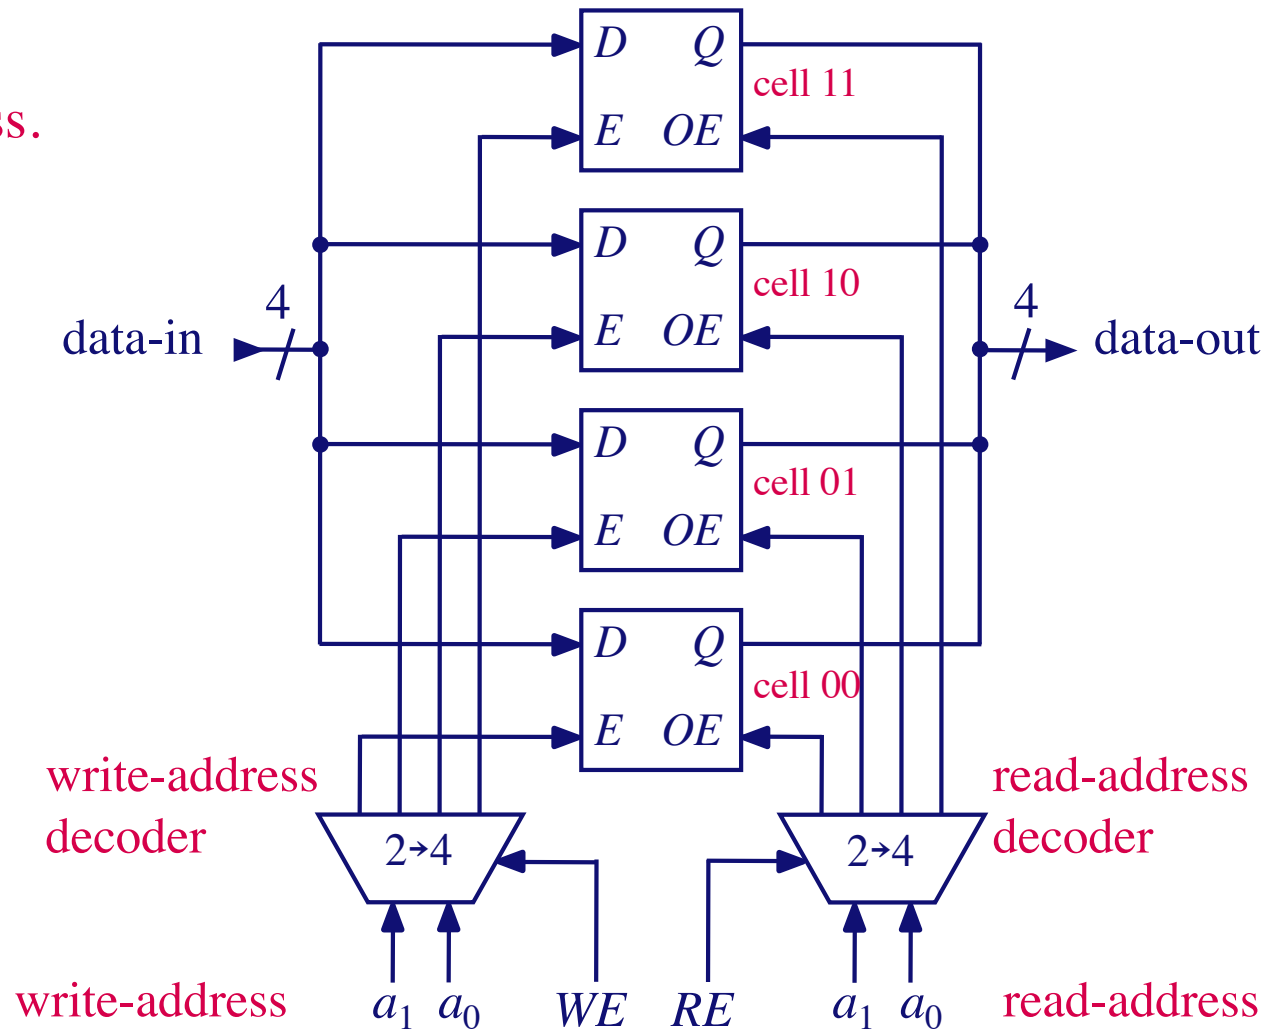 D Q
cell 11
ss.
E OE
D Q
cell 10
4 4
data-in E OE data-out
D Q
cell 01
E OE
D Q
cell 00
E OE
write-address read-address
decoder decoder
2→4 2→4
write-address a₁ a₀ WE RE a₁ a₀ read-address